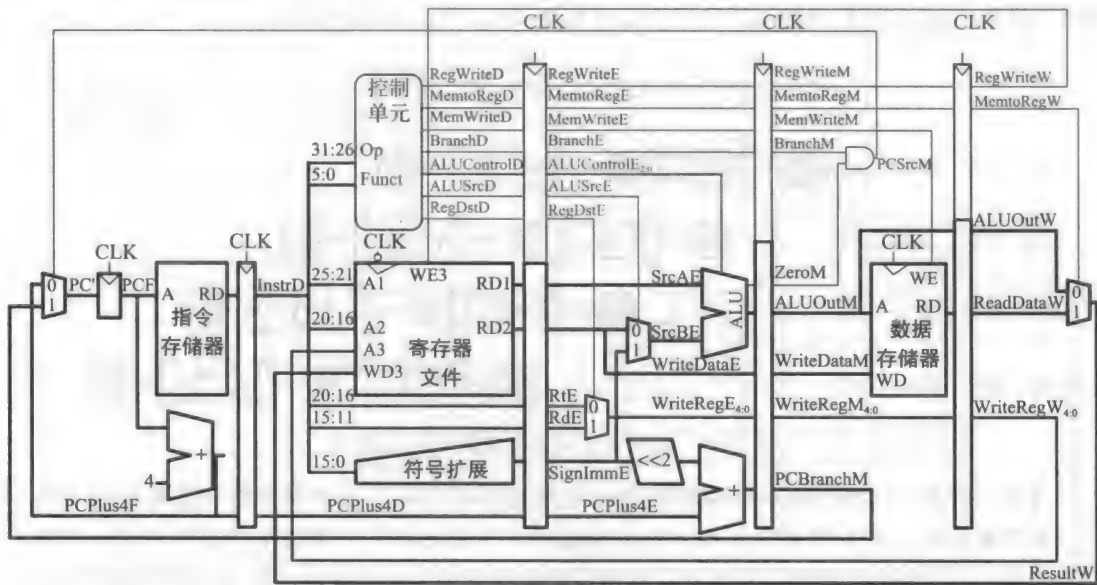 CLK
CLK
CLK
控制
单元
Op
Funct
31:26
5:0
RegWriteD
MemtoRegD
MemWriteD
BranchD
ALUControlD
ALUSrcD
RegDstD
RegWriteE
MemtoRegE
MemWriteE
BranchE
ALUControlE2:0
ALUSrcE
RegDstE
RegWriteM
MemtoRegM
MemWriteM
BranchM
PCSrcM
RegWriteW
MemtoRegW
CLK
CLK
CLK
CLK
0
1
PC'
PCF
A RD
指令
存储器
InstrD
25:21
20:16
A1
A2
A3
WD3
WE3
RD1
RD2
寄存器
文件
SrcAE
0
1
SrcBE
ALU
ZeroM
ALUOutM
WriteDataE
WriteDataM
A RD
WE
数据
存储器
WD
ALUOutW
ReadDataW
0
1
20:16
15:11
RtE
RdE
0
1
WriteRegE4:0
WriteRegM4:0
WriteRegW4:0
15:0
符号扩展
SignImmE
<<2
+
PCBranchM
4
+
PCPlus4F
PCPlus4D
PCPlus4E
ResultW